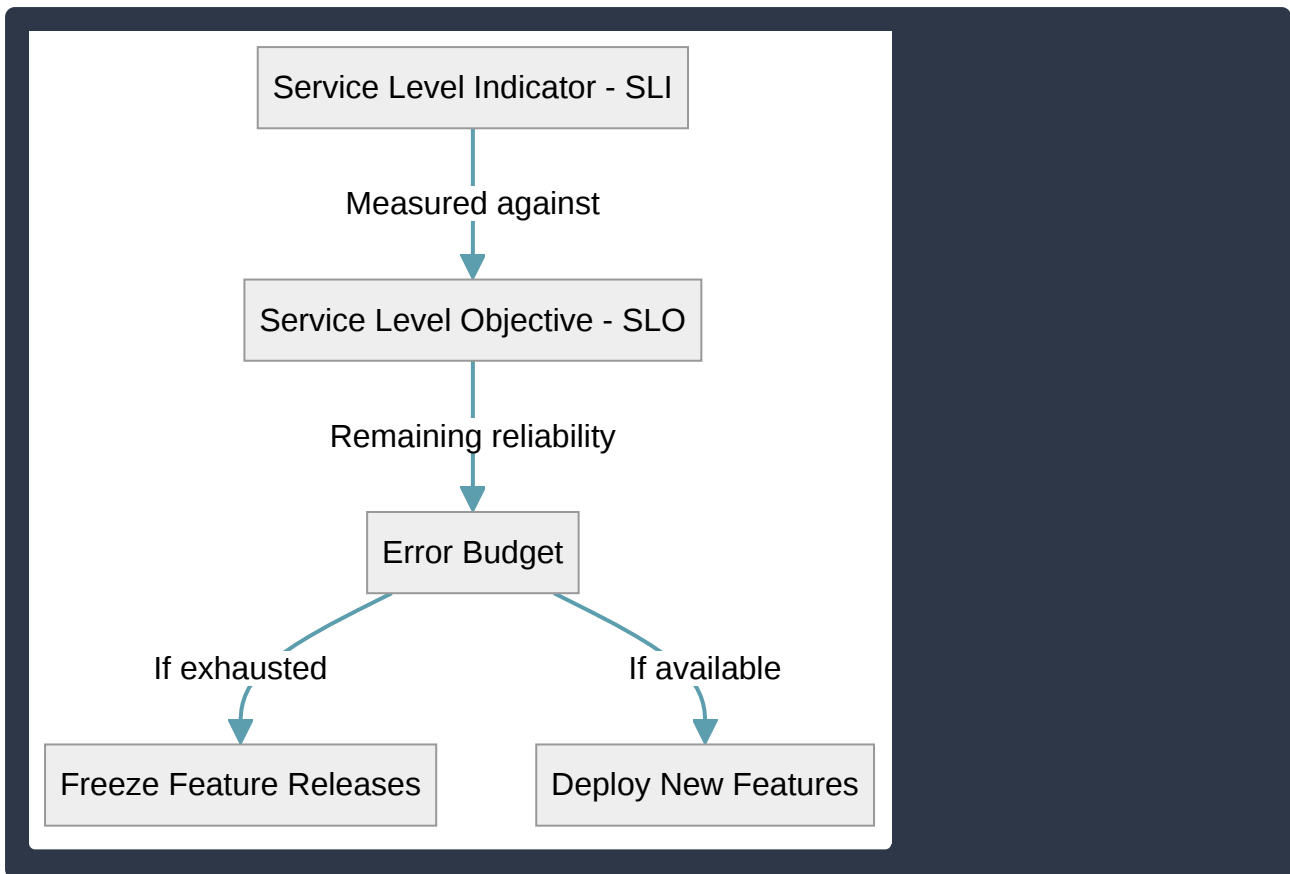 Service Level Indicator - SLI
Measured against
Service Level Objective - SLO
Remaining reliability
Error Budget
If exhausted
If available
Freeze Feature Releases
Deploy New Features